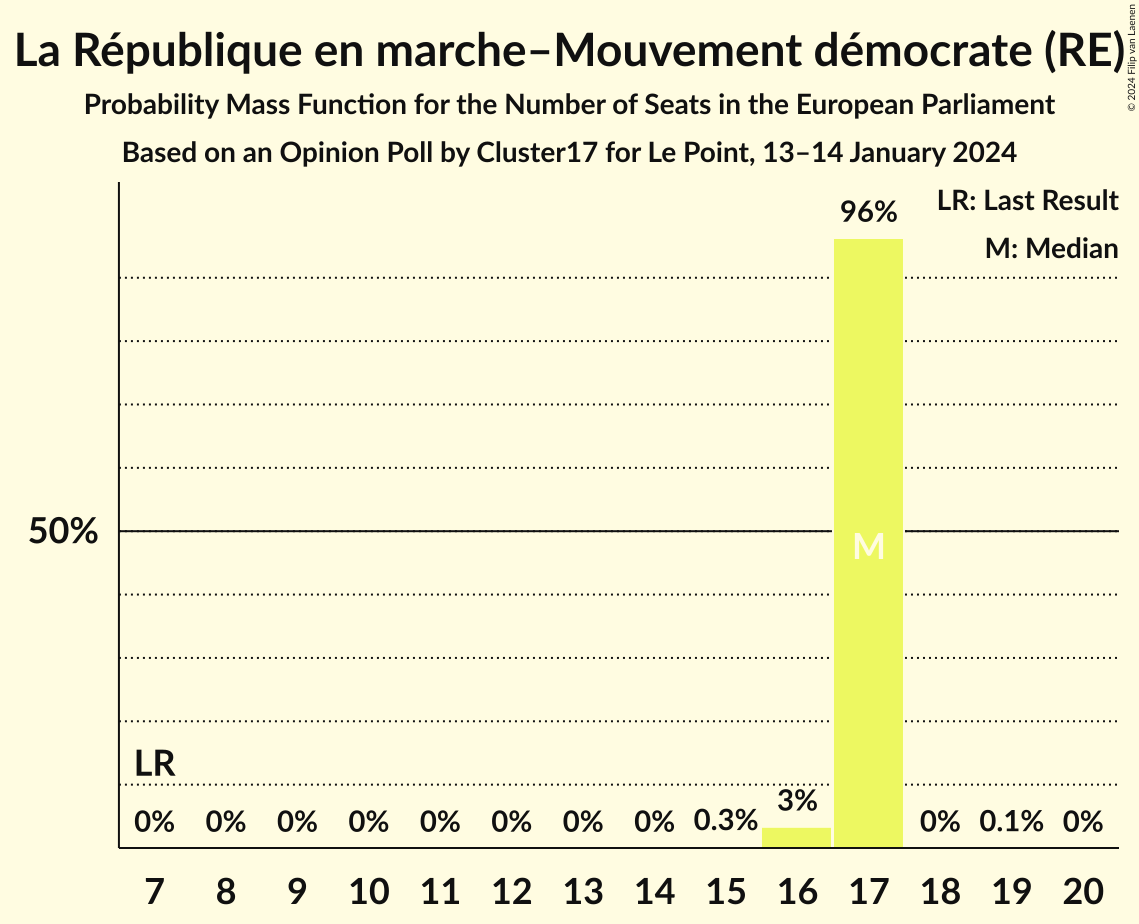 La République en marche–Mouvement démocrate (RE)
Probability Mass Function for the Number of Seats in the European Parliament
Based on an Opinion Poll by Cluster17 for Le Point, 13–14 January 2024
© 2024 Filip van Laenen
LR: Last Result
M: Median
96%
50%
M
LR
0% 0% 0% 0% 0% 0% 0% 0% 0.3% 3% 0% 0.1% 0%
7 8 9 10 11 12 13 14 15 16 17 18 19 20